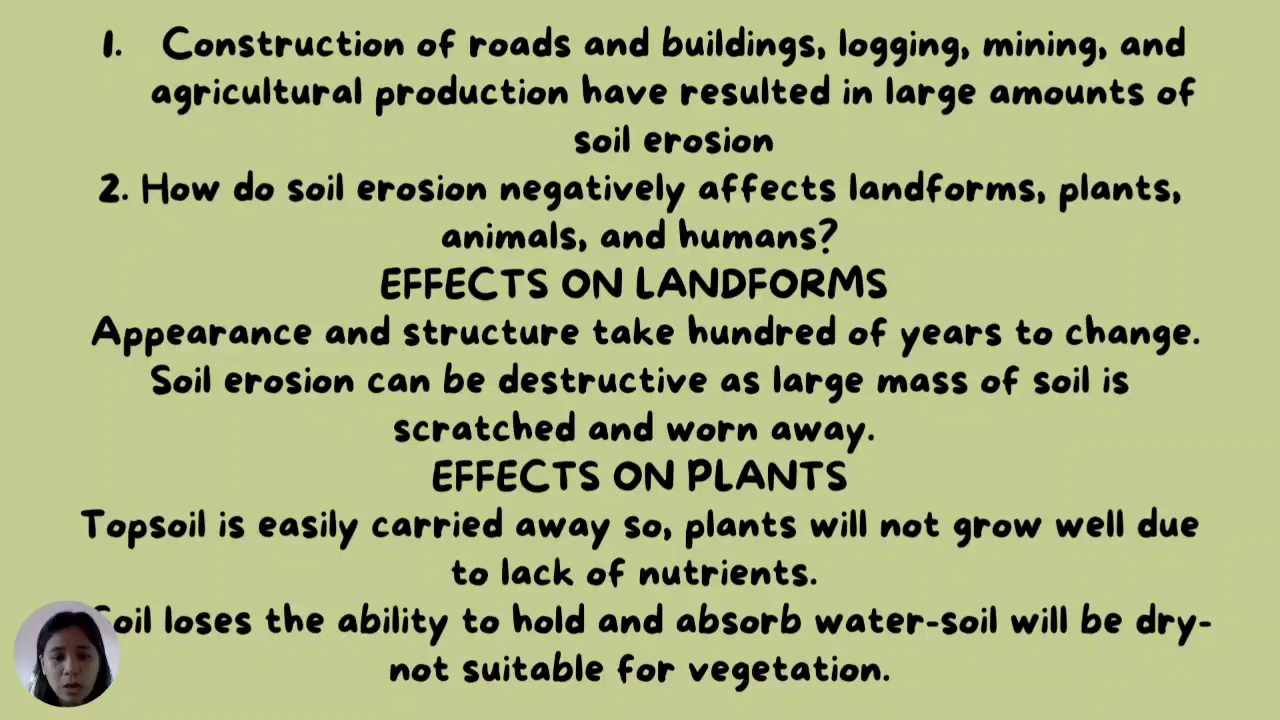 1. Construction of roads and buildings, logging, mining, and
agricultural production have resulted in large amounts of
soil erosion
2. How do soil erosion negatively affects landforms, plants,
animals, and humans?
EFFECTS ON LANDFORMS
Appearance and structure take hundred of years to change.
Soil erosion can be destructive as large mass of soil is
scratched and worn away.
EFFECTS ON PLANTS
Topsoil is easily carried away so, plants will not grow well due
to lack of nutrients.
Soil loses the ability to hold and absorb water-soil will be dry-
not suitable for vegetation.